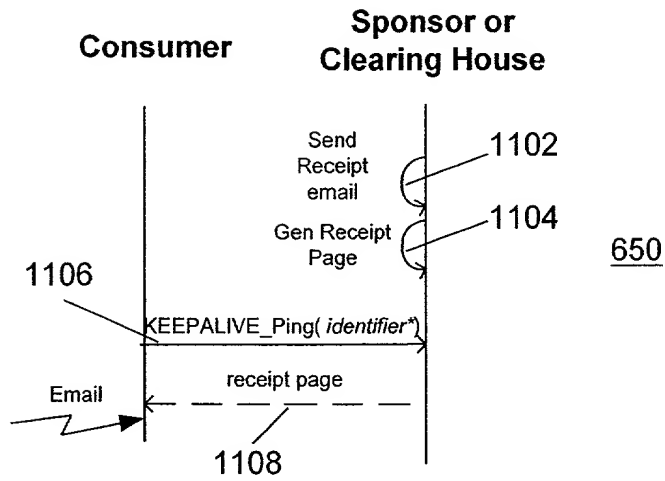 Consumer
Sponsor or
Clearing House
Send
Receipt
email
1102
Gen Receipt
Page
1104
650
1106
KEEPALIVE_Ping( identifier*)
receipt page
Email
1108